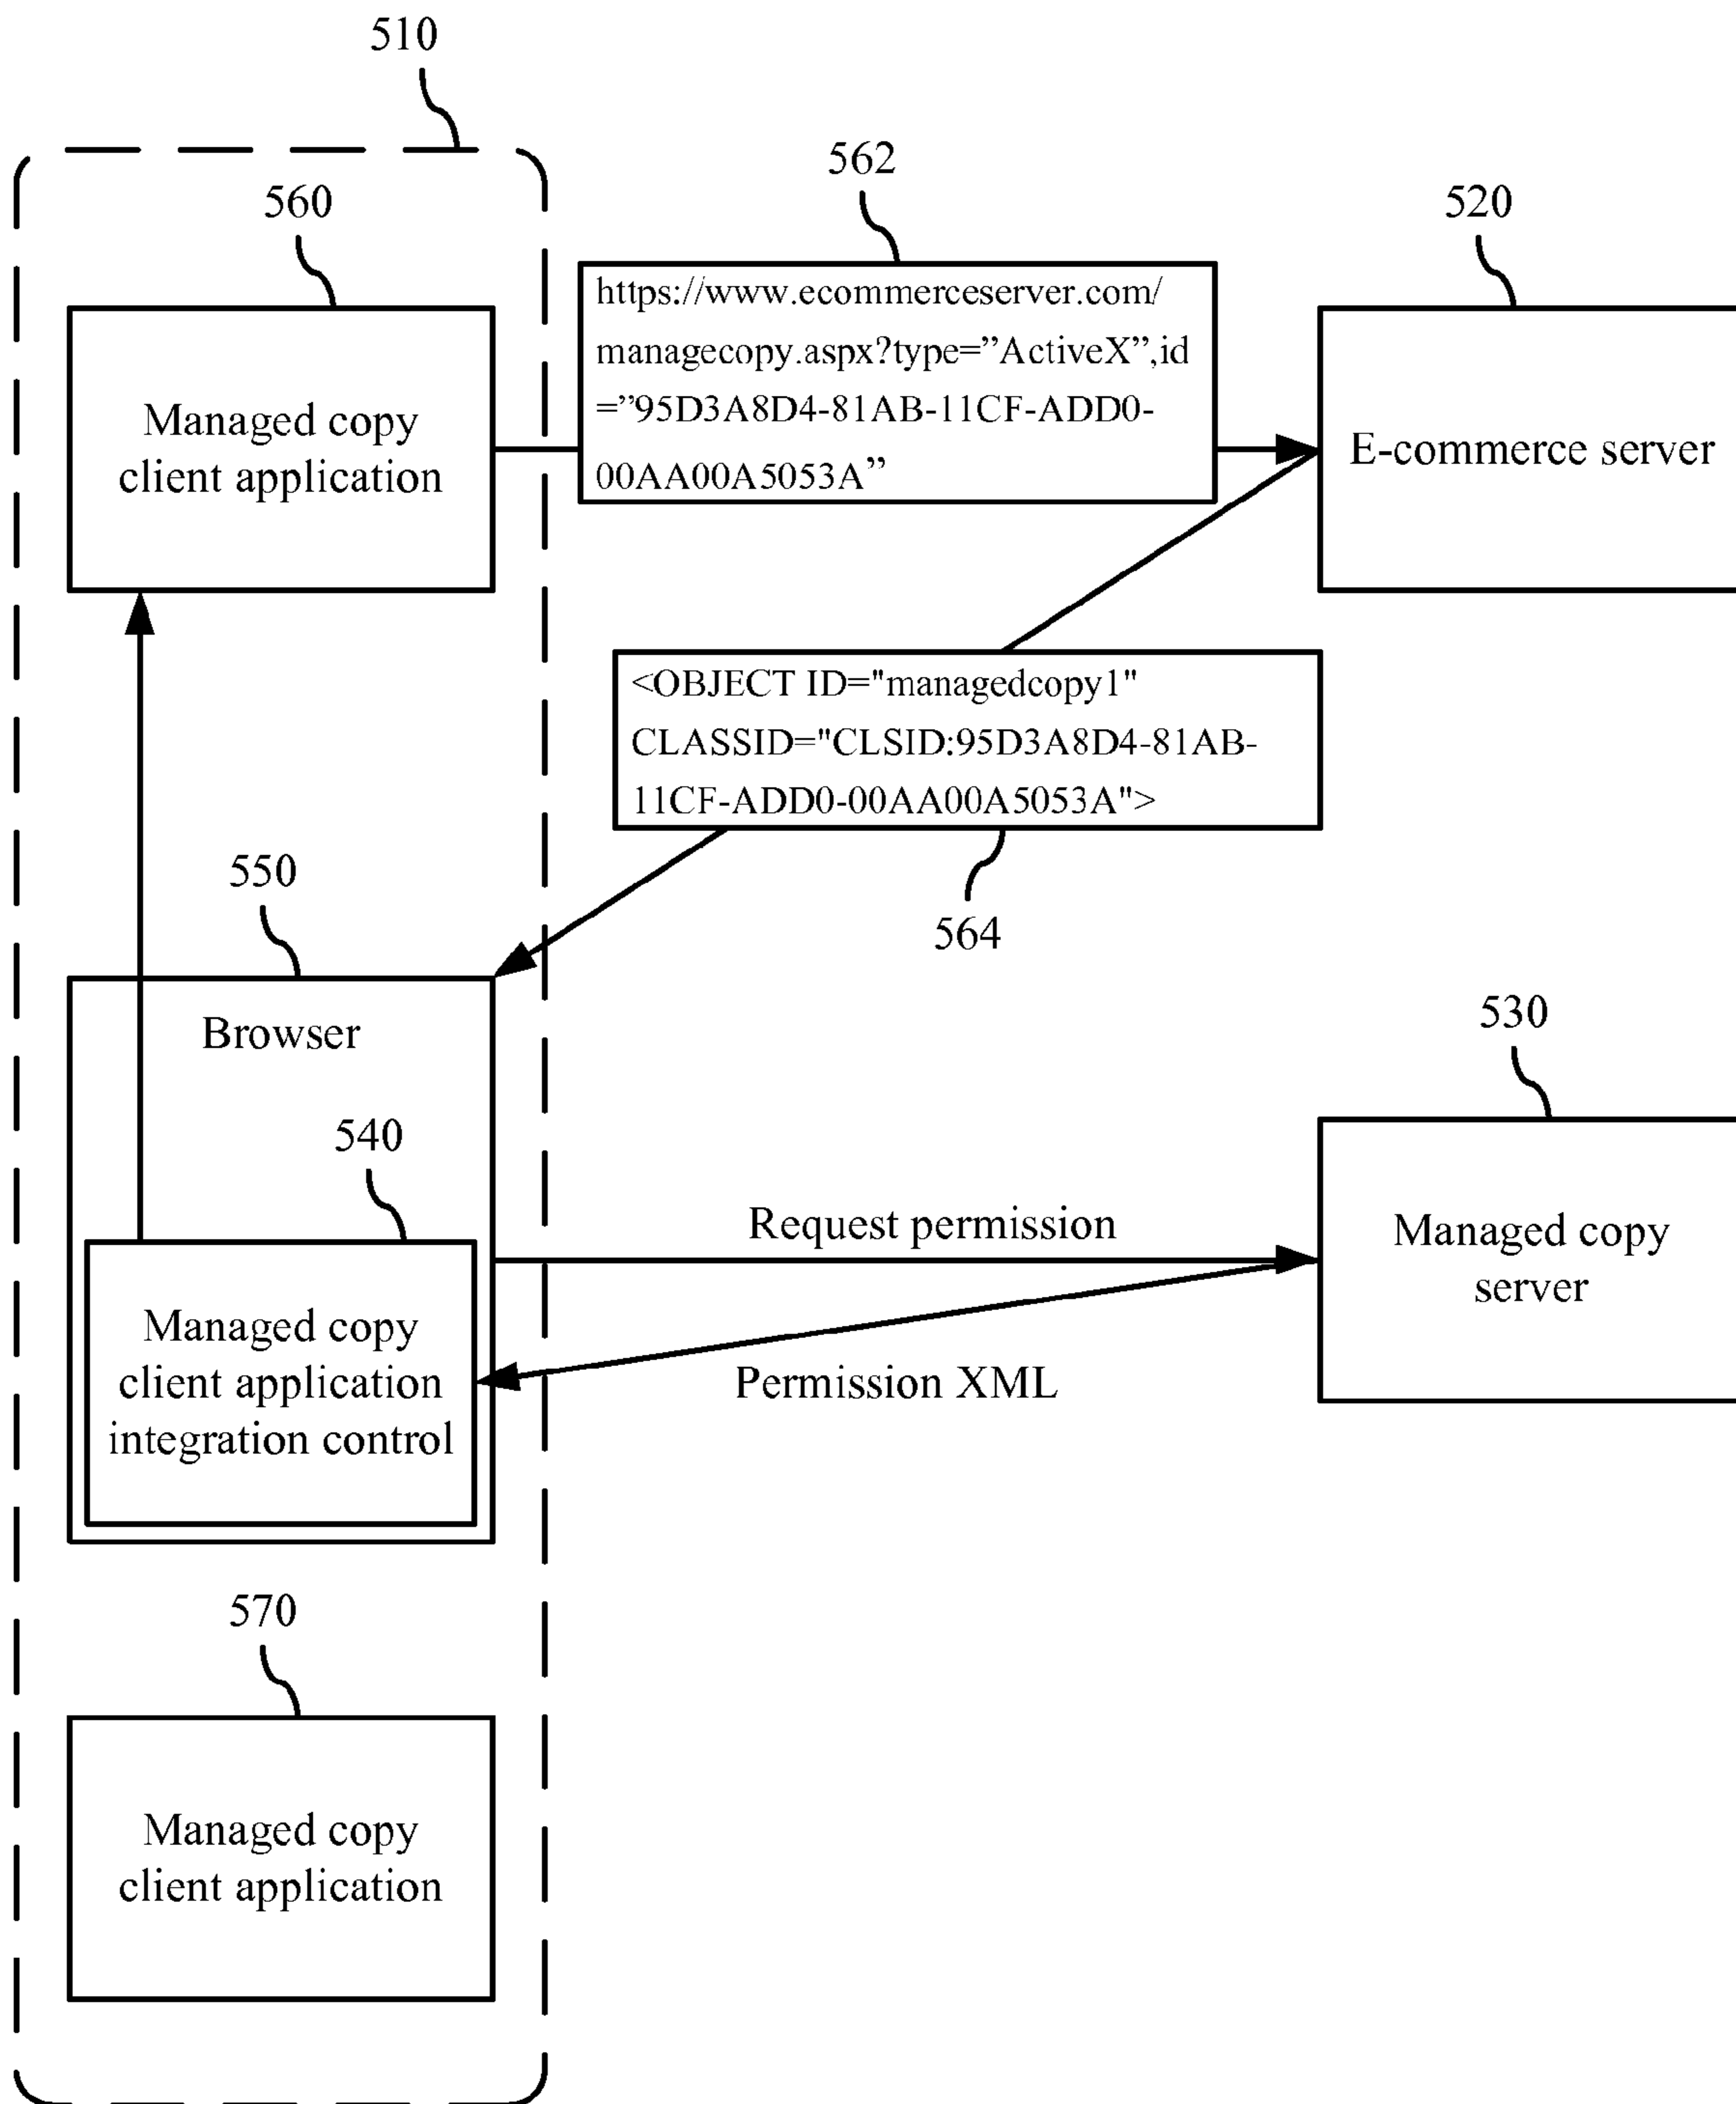 510
562
560
520
https://www.ecommerceserver.com/
managecopy.aspx?type=”ActiveX”,id
=”95D3A8D4-81AB-11CF-ADD0-
00AA00A5053A”
Managed copy
client application
E-commerce server
<OBJECT ID="managedcopy1"
CLASSID="CLSID:95D3A8D4-81AB-
11CF-ADD0-00AA00A5053A">
564
550
Browser
530
540
Request permission
Managed copy
server
Managed copy
client application
integration control
Permission XML
570
Managed copy
client application